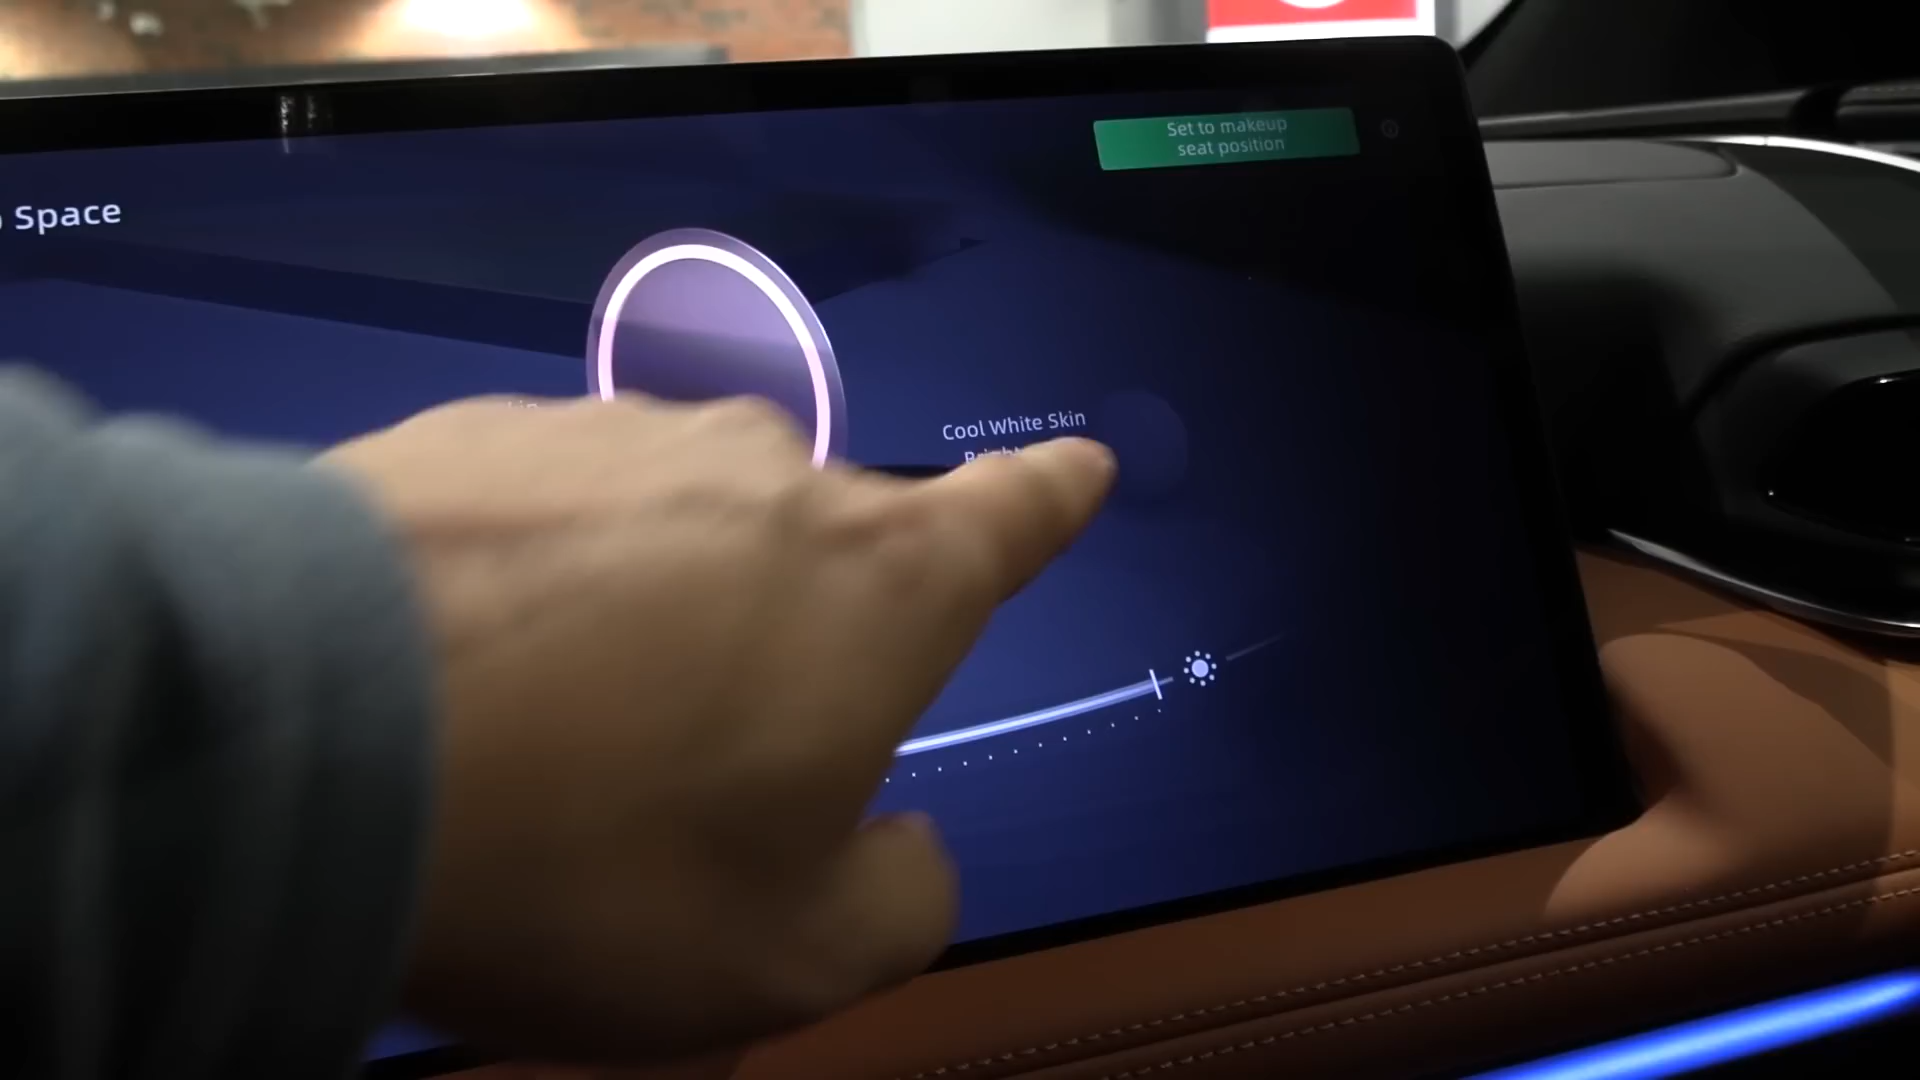 Set to makeup
seat position
Space
Cool White Skin